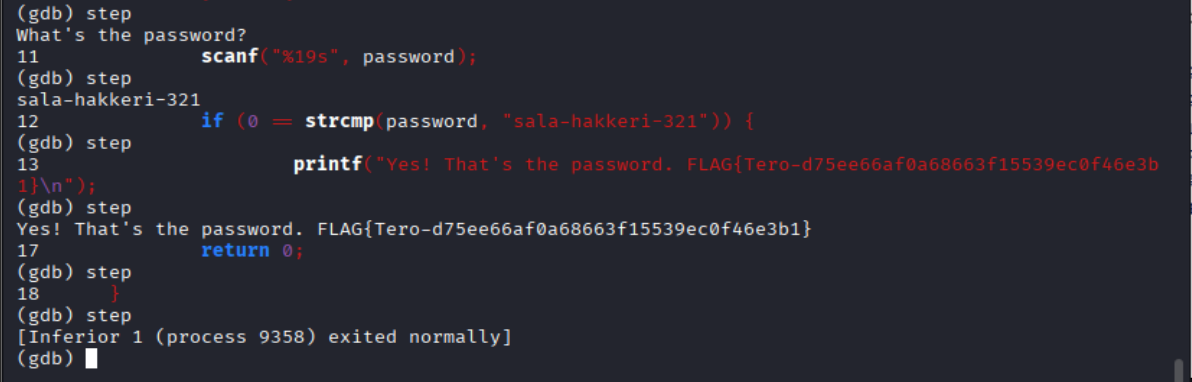 (gdb) step
What's the password?
11 scanf("%19s", password);
(gdb) step
sala-hakkeri-321
12 if (0 == strcmp(password, "sala-hakkeri-321")) {
(gdb) step
13 printf("Yes! That's the password. FLAG{Tero-d75ee66af0a68663f15539ec0f46e3b
1}\n");
(gdb) step
Yes! That's the password. FLAG{Tero-d75ee66af0a68663f15539ec0f46e3b1}
17 return 0;
(gdb) step
18 }
(gdb) step
[Inferior 1 (process 9358) exited normally]
(gdb)